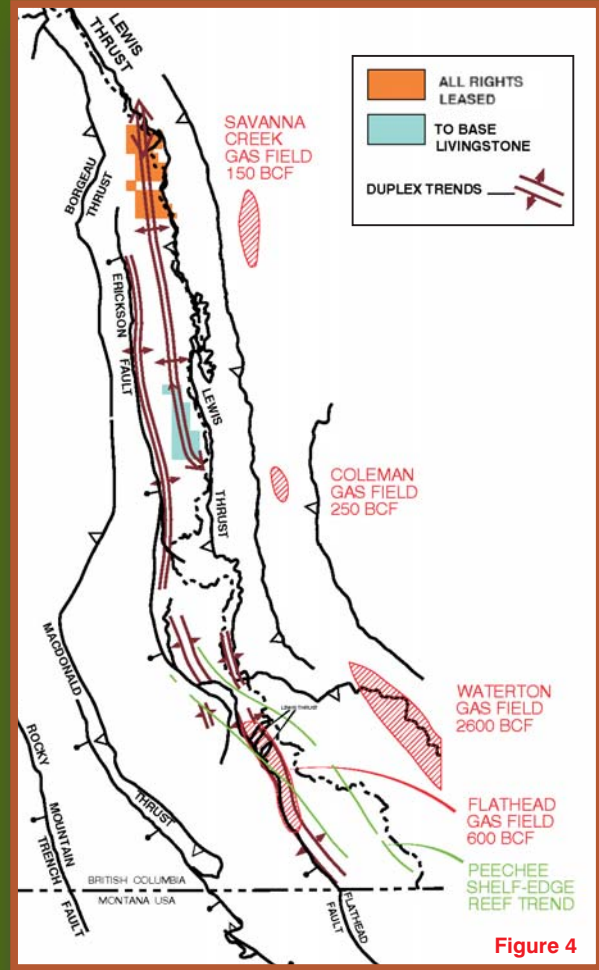 LEWIS
THRUST
ALL RIGHTS
LEASED
TO BASE
LIVINGSTONE
DUPLEX TRENDS
SAVANNA
CREEK
GAS FIELD
150 BCF
BORGEAU
THRUST
ERICKSON
FAULT
LEWIS
THRUST
COLEMAN
GAS FIELD
250 BCF
MACDONALD
THRUST
WATERTON
GAS FIELD
2600 BCF
LEWIS THRUST
FLATHEAD
GAS FIELD
600 BCF
ROCKY
MOUNTAIN
TRENCH
FAULT
PEECHEE
SHELF-EDGE
REEF TREND
BRITISH COLUMBIA
MONTANA USA
FLATHEAD
FAULT
Figure 4